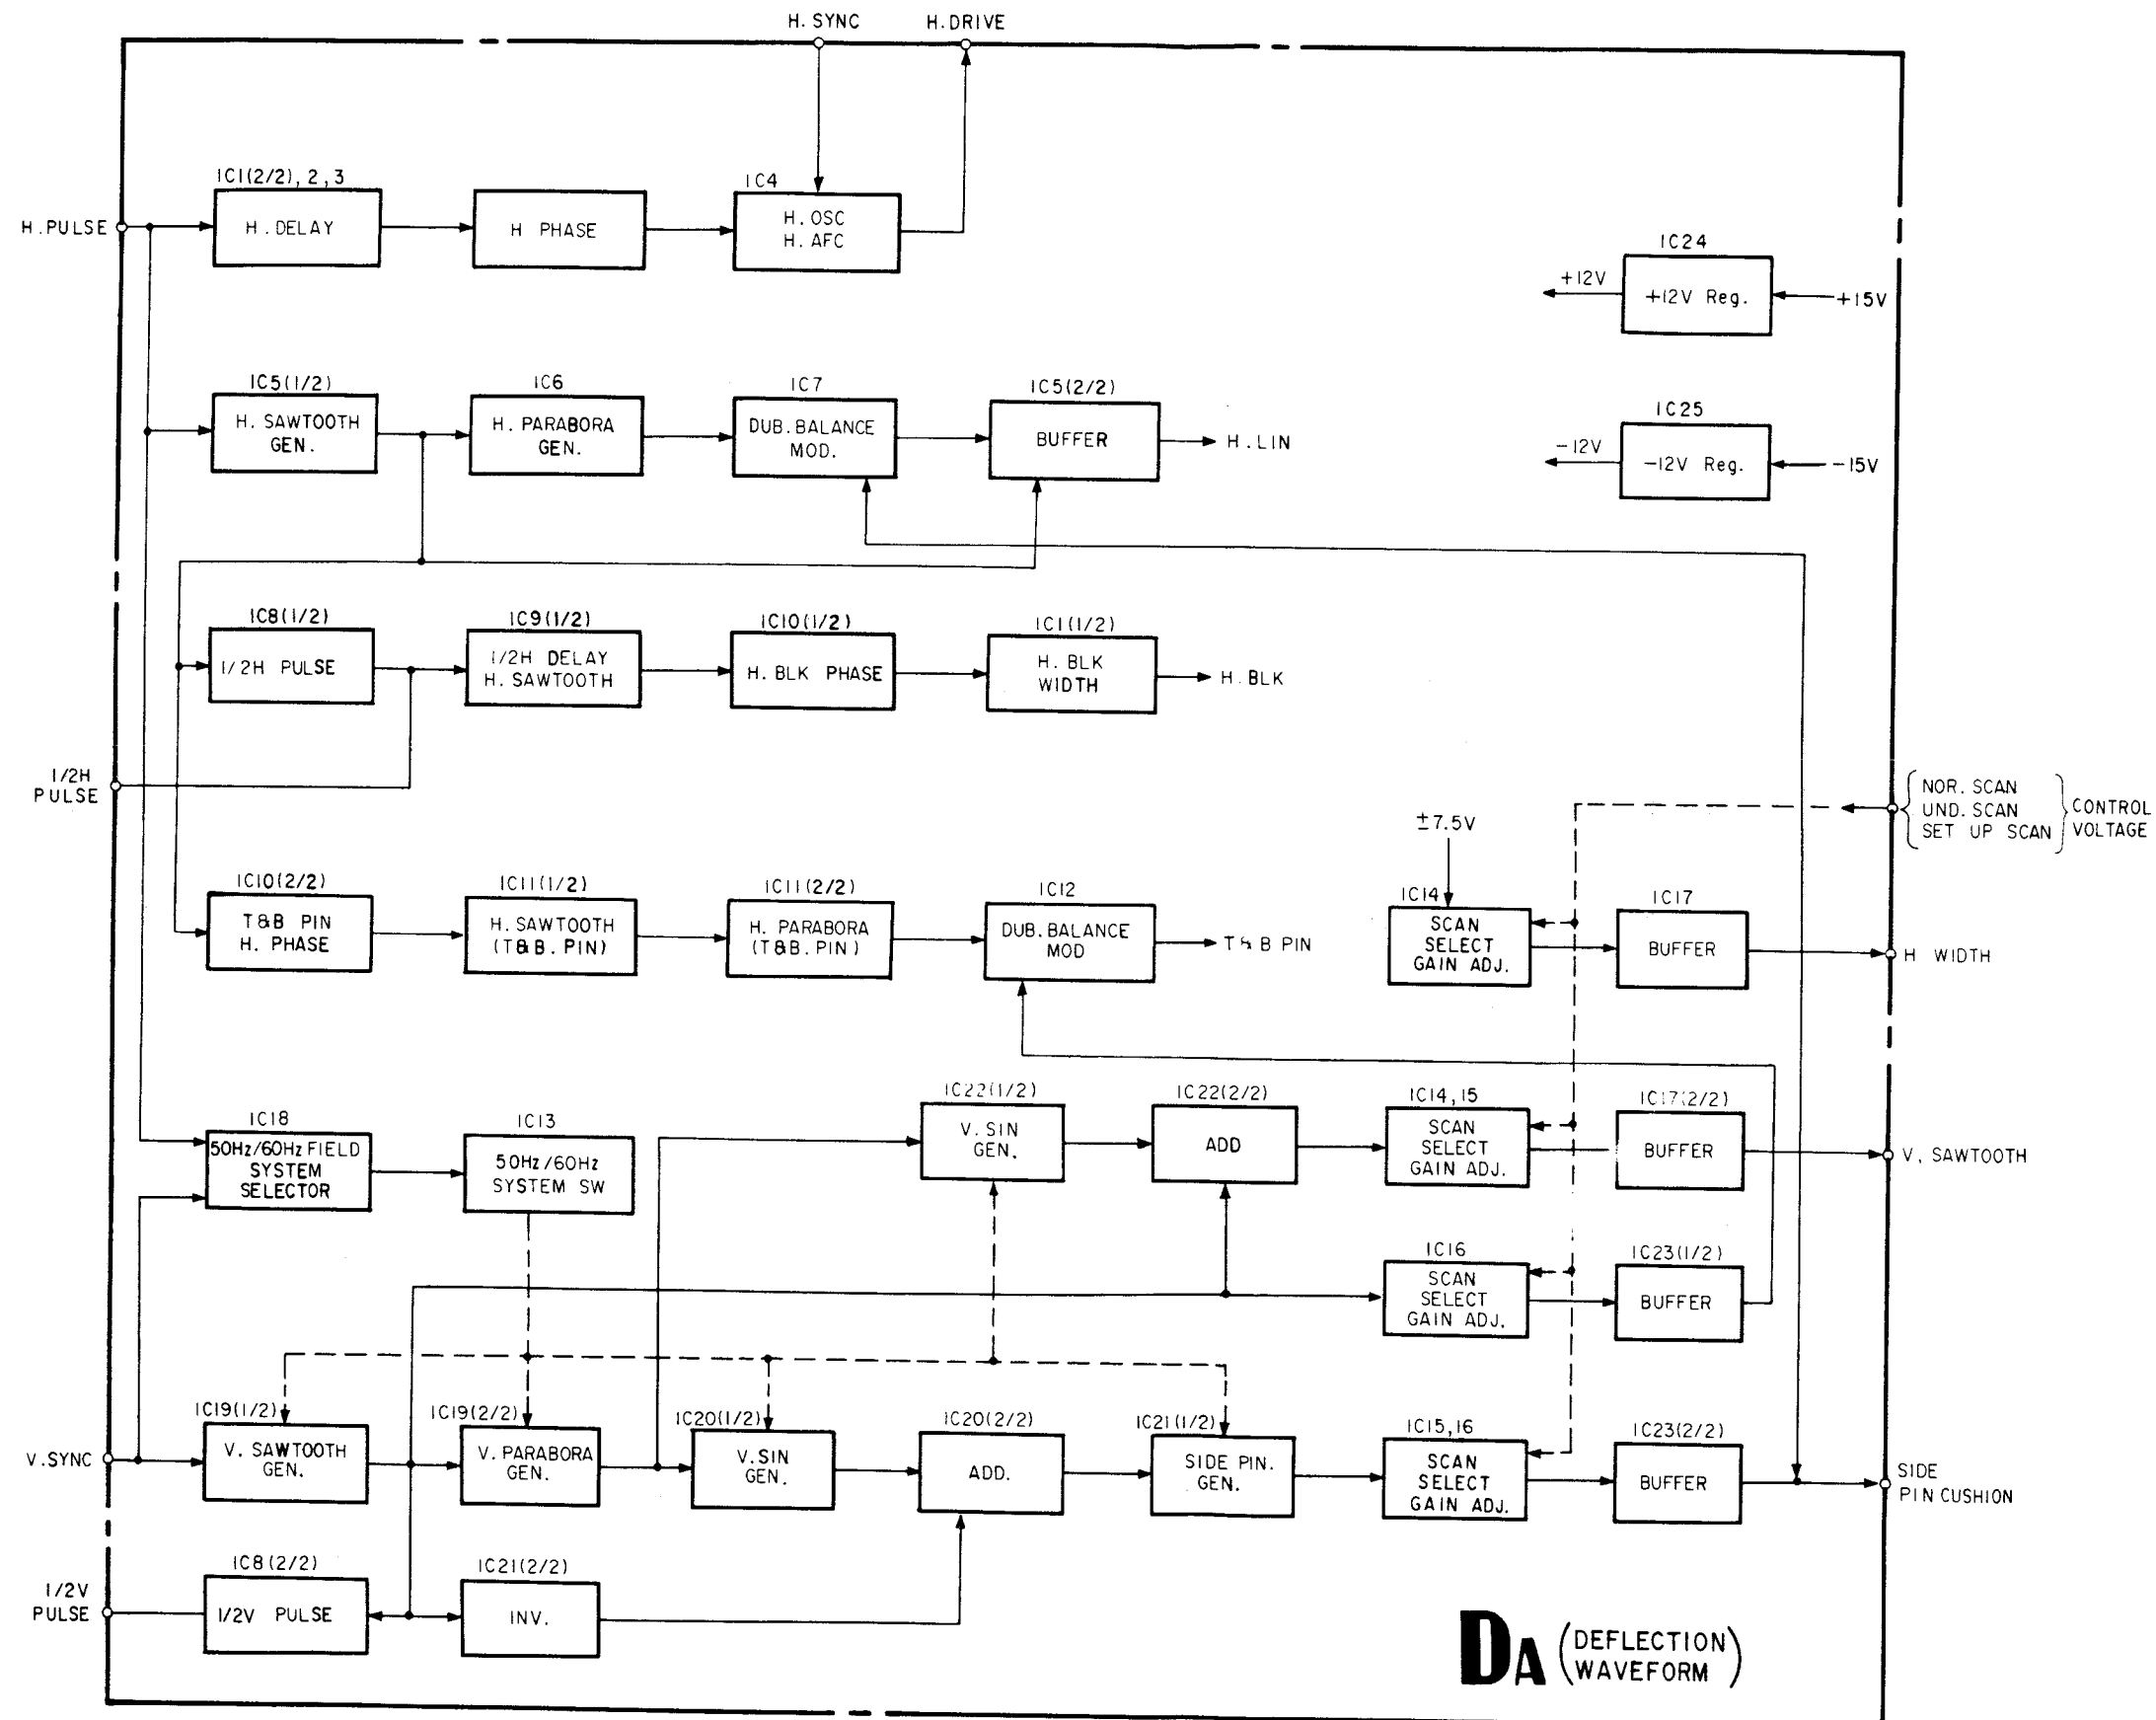 H. SYNC
H.DRIVE
IC1(2/2), 2, 3
IC4
H.PULSE
H. DELAY
H PHASE
H. OSC
H. AFC
IC24
+12V
+12V Reg.
+15V
IC5(1/2)
IC6
IC7
IC5(2/2)
H. SAWTOOTH
GEN.
H. PARABORA
GEN.
DUB.BALANCE
MOD.
BUFFER
H.LIN
IC25
-12V
-12V Reg.
-15V
IC8(1/2)
IC9(1/2)
IC10(1/2)
IC1(1/2)
1/2H PULSE
1/2H DELAY
H. SAWTOOTH
H. BLK PHASE
H. BLK
WIDTH
H. BLK
1/2H
PULSE
NOR. SCAN
UND. SCAN
SET UP SCAN
CONTROL
VOLTAGE
±7.5V
IC10(2/2)
IC11(1/2)
IC11(2/2)
IC12
IC14
IC17
T&B PIN
H. PHASE
H. SAWTOOTH
(T&B. PIN)
H. PARABORA
(T&B. PIN)
DUB.BALANCE
MOD
T&B PIN
SCAN
SELECT
GAIN ADJ.
BUFFER
H WIDTH
IC18
IC13
IC22(1/2)
IC22(2/2)
IC14, 15
IC17(2/2)
50Hz/60Hz FIELD
SYSTEM
SELECTOR
50Hz/60Hz
SYSTEM SW
V. SIN
GEN.
ADD
SCAN
SELECT
GAIN ADJ.
BUFFER
V. SAWTOOTH
IC16
IC23(1/2)
SCAN
SELECT
GAIN ADJ.
BUFFER
IC19(1/2)
IC19(2/2)
IC20(1/2)
IC20(2/2)
IC21(1/2)
IC15, 16
IC23(2/2)
V.SYNC
V. SAWTOOTH
GEN.
V. PARABORA
GEN.
V.SIN
GEN.
ADD.
SIDE PIN.
GEN.
SCAN
SELECT
GAIN ADJ.
BUFFER
SIDE
PIN CUSHION
IC8(2/2)
IC21(2/2)
1/2V
PULSE
1/2V PULSE
INV.
DA (DEFLECTION
WAVEFORM)